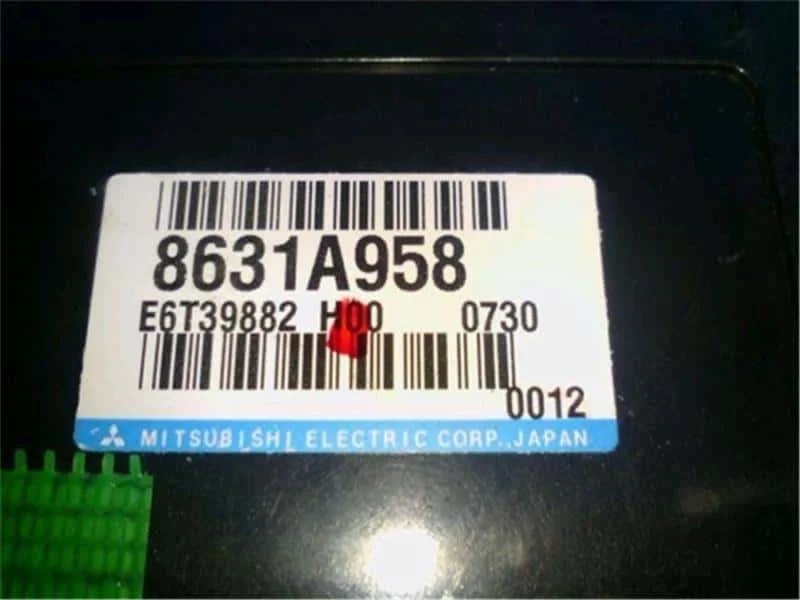 8631A958
E6T39882 H00 0730
0012
MITSUBISHI ELECTRIC CORP., JAPAN